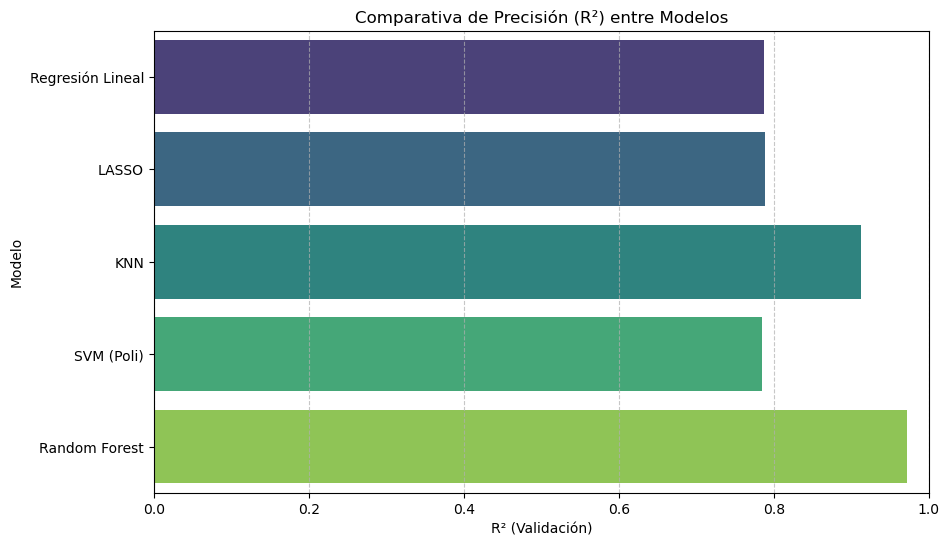 Comparativa de Precisión (R²) entre Modelos
Modelo
Regresión Lineal
LASSO
KNN
SVM (Poli)
Random Forest
0.0 0.2 0.4 0.6 0.8 1.0
R² (Validación)